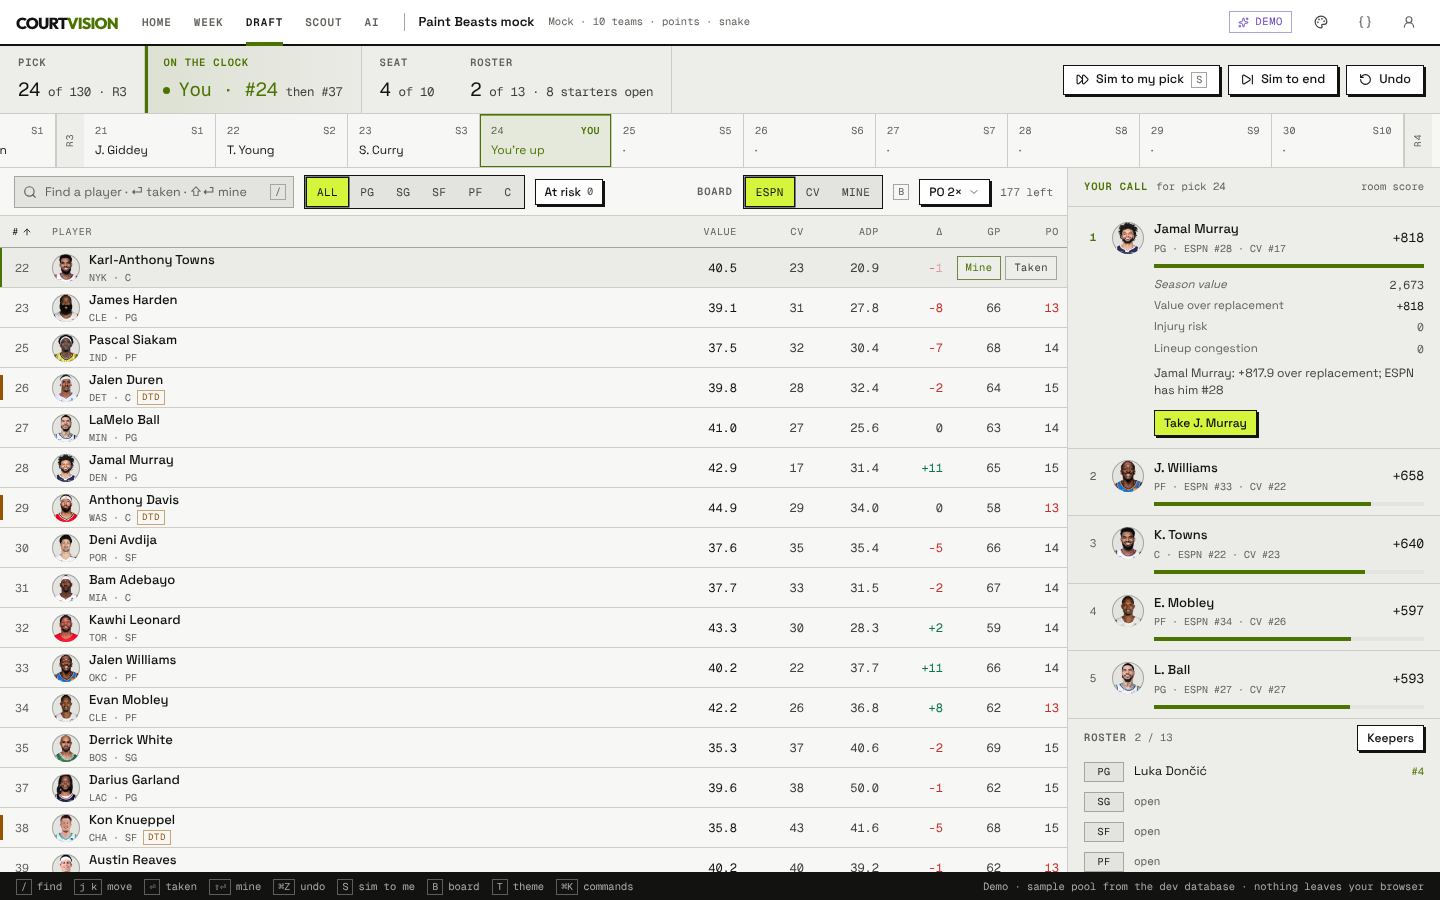 COURTVISION HOME WEEK DRAFT SCOUT AI Paint Beasts mock Mock · 10 teams · points · snake DEMO { }
PICK ON THE CLOCK SEAT ROSTER
24 of 130 · R3 You · #24 then #37 4 of 10 2 of 13 · 8 starters open Sim to my pick S Sim to end Undo
S1 R3 21 S1 22 S2 23 S3 24 YOU 25 S5 26 S6 27 S7 28 S8 29 S9 30 S10 R4
n J. Giddey T. Young S. Curry You're up · · · · · ·
Find a player · ⏎ taken · ⇧⏎ mine / ALL PG SG SF PF C At risk 0 BOARD ESPN CV MINE B PO 2× 177 left
# ↑ PLAYER VALUE CV ADP Δ GP PO
22 Karl-Anthony Towns 40.5 23 20.9 -1 Mine Taken
NYK · C
23 James Harden 39.1 31 27.8 -8 66 13
CLE · PG
25 Pascal Siakam 37.5 32 30.4 -7 68 14
IND · PF
26 Jalen Duren 39.8 28 32.4 -2 64 15
DET · C DTD
27 LaMelo Ball 41.0 27 25.6 0 63 14
MIN · PG
28 Jamal Murray 42.9 17 31.4 +11 65 15
DEN · PG
29 Anthony Davis 44.9 29 34.0 0 58 13
WAS · C DTD
30 Deni Avdija 37.6 35 35.4 -5 66 14
POR · SF
31 Bam Adebayo 37.7 33 31.5 -2 67 14
MIA · C
32 Kawhi Leonard 43.3 30 28.3 +2 59 14
TOR · SF
33 Jalen Williams 40.2 22 37.7 +11 66 14
OKC · PF
34 Evan Mobley 42.2 26 36.8 +8 62 13
CLE · PF
35 Derrick White 35.3 37 40.6 -2 69 15
BOS · SG
37 Darius Garland 39.6 38 50.0 -1 62 15
LAC · PG
38 Kon Knueppel 35.8 43 41.6 -5 68 15
CHA · SF DTD
39 Austin Reaves 40.2 40 39.2 -1 62 13
YOUR CALL for pick 24 room score
1 Jamal Murray +818
PG · ESPN #28 · CV #17
Season value 2,673
Value over replacement +818
Injury risk 0
Lineup congestion 0
Jamal Murray: +817.9 over replacement; ESPN
has him #28
Take J. Murray
2 J. Williams +658
PF · ESPN #33 · CV #22
3 K. Towns +640
C · ESPN #22 · CV #23
4 E. Mobley +597
PF · ESPN #34 · CV #26
5 L. Ball +593
PG · ESPN #27 · CV #27
ROSTER 2 / 13 Keepers
PG Luka Dončić #4
SG open
SF open
PF open
/ find j k move ⏎ taken ⇧⏎ mine ⌘Z undo S sim to me B board T theme ⌘K commands Demo · sample pool from the dev database · nothing leaves your browser